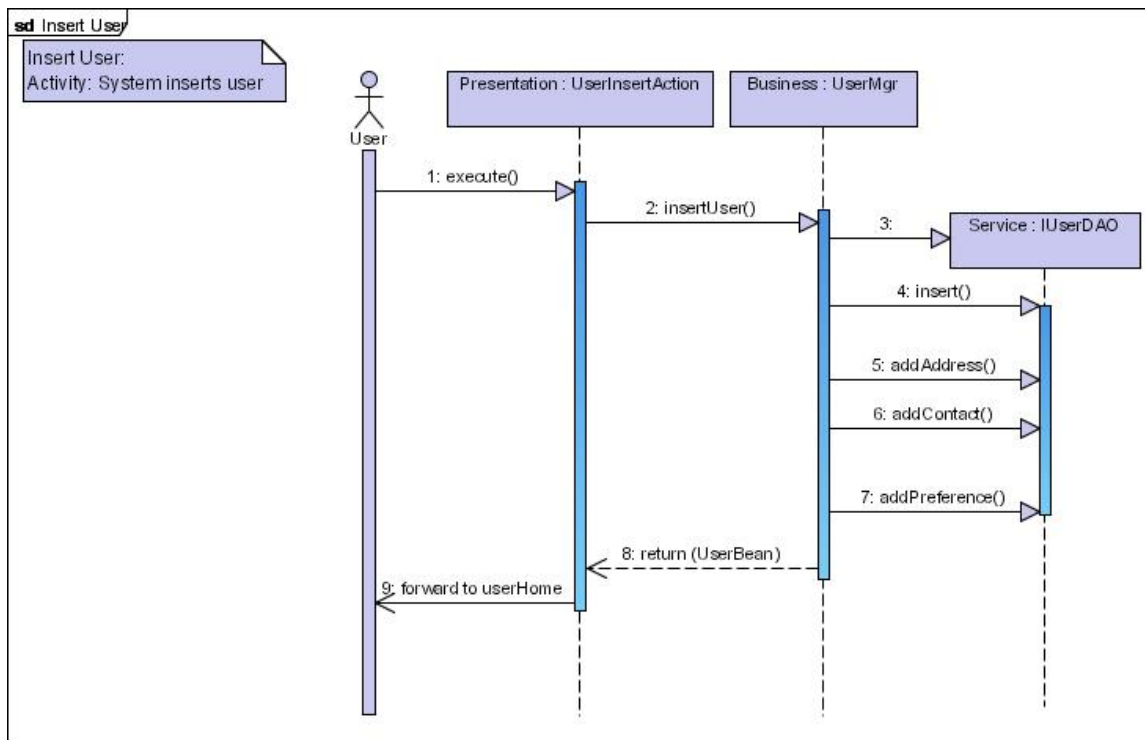 sd Insert User
Insert User:
Activity: System inserts user
User
Presentation : UserInsertAction
Business : UserMgr
1: execute()
2: insertUser()
3:
Service : IUserDAO
4: insert()
5: addAddress()
6: addContact()
7: addPreference()
8: return (UserBean)
9: forward to userHome